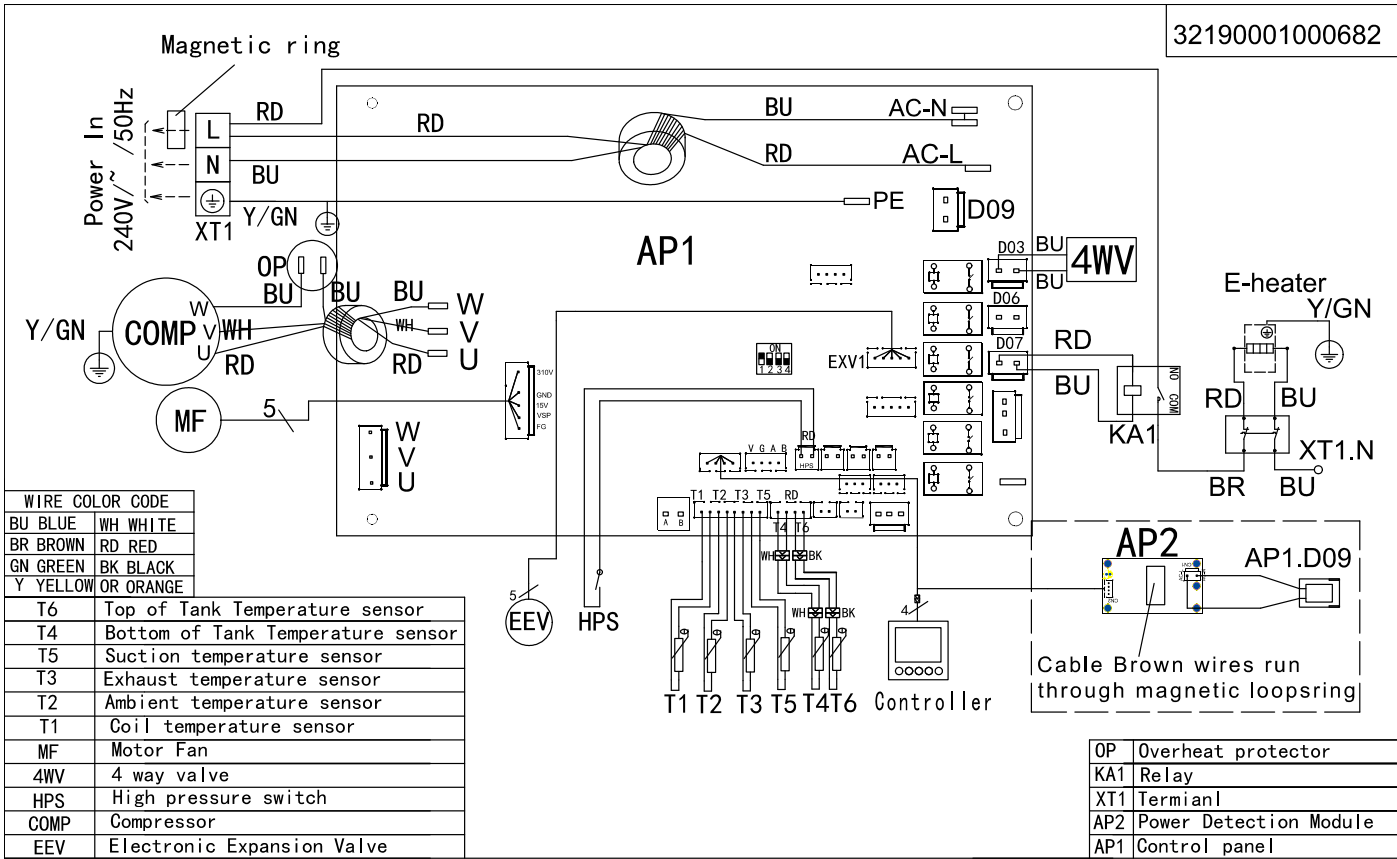 32190001000682
Magnetic ring
Power In
240V/~ /50Hz
L
N
XT1
RD
RD
BU
Y/GN
BU
AC-N
RD
AC-L
PE
D09
AP1
OP
BU
BU
BU
W
WH
V
RD
U
Y/GN
COMP
W
V
U
WH
RD
RD
MF
5
310V
GND
15V
VSP
FG
W
V
U
ON
1 2 3 4
EXV1
D03
BU
BU
4WV
D06
D07
RD
BU
KA1
NO
COM
E-heater
Y/GN
RD
BU
XT1.N
BR
BU
V G A B
RD
HPS
A B
T1 T2 T3 T5 RD
T4 T6
WH
BK
WH
BK
5
EEV
HPS
T1 T2 T3 T5 T4 T6
4
Controller
AP2
AP1.D09
CN1
CN2
Cable Brown wires run
through magnetic loopsring
WIRE COLOR CODE
BU BLUE WH WHITE
BR BROWN RD RED
GN GREEN BK BLACK
Y YELLOW OR ORANGE
T6 Top of Tank Temperature sensor
T4 Bottom of Tank Temperature sensor
T5 Suction temperature sensor
T3 Exhaust temperature sensor
T2 Ambient temperature sensor
T1 Coil temperature sensor
MF Motor Fan
4WV 4 way valve
HPS High pressure switch
COMP Compressor
EEV Electronic Expansion Valve
OP Overheat protector
KA1 Relay
XT1 Termianl
AP2 Power Detection Module
AP1 Control panel